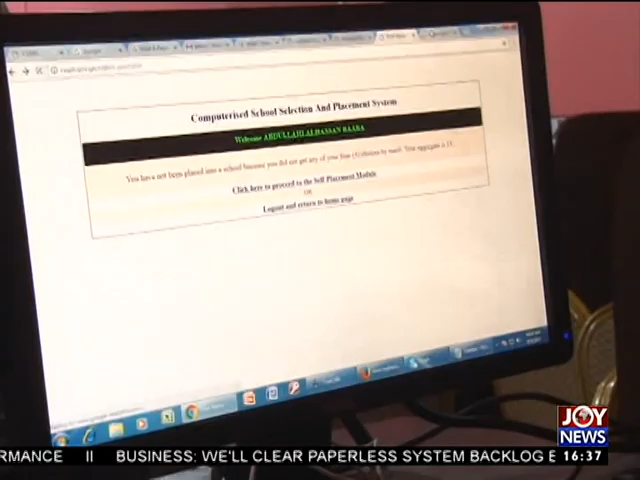 Computerised School Selection And Placement System
Welcome ABDULLAHI ALHASSAN BAABA
You have not been placed into a school because you did not get any of your four (4) choices by merit. Your aggregate is
Click here to proceed to the Self Placement Module
OR
Logout and return to home page
JOY
NEWS
RMANCE II BUSINESS: WE'LL CLEAR PAPERLESS SYSTEM BACKLOG B
16:37